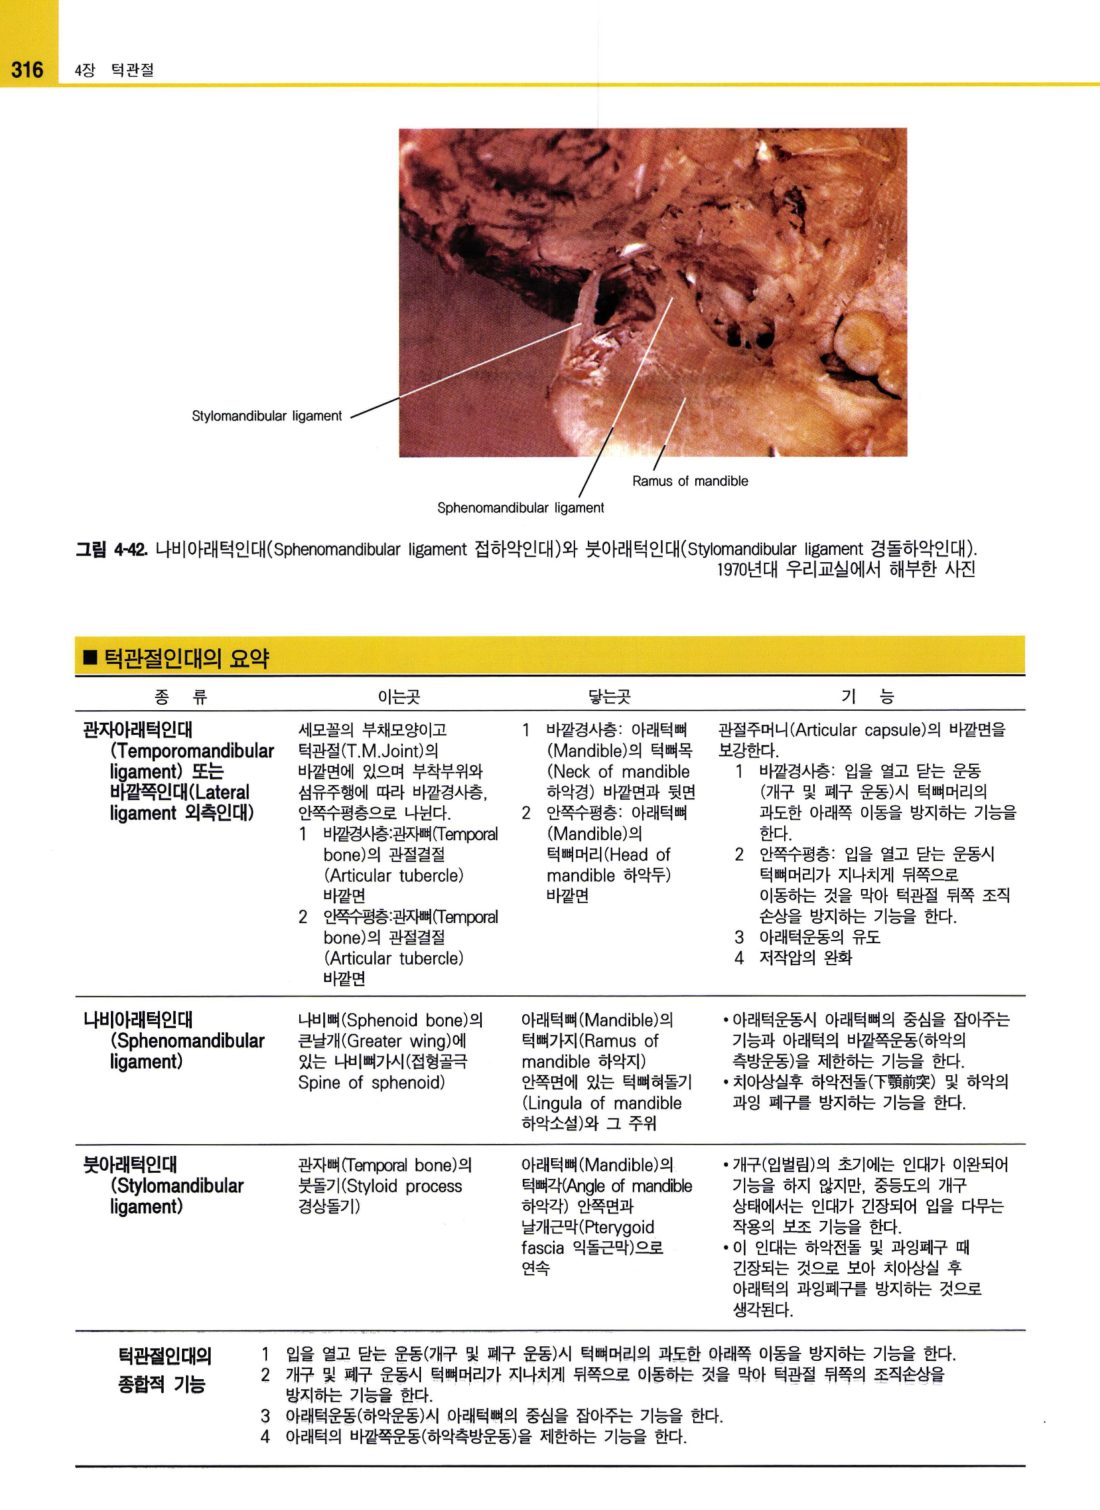 316
4장 턱관절
Stylomandibular ligament
Ramus of mandible
Sphenomandibular ligament
그림 4-42. 나비아래턱인대(Sphenomandibular ligament 접하악인대)와 붓아래턱인대(Stylomandibular ligament 경돌하악인대).
1970년대 우리교실에서 해부한 사진
■ 턱관절인대의 요약
종 류
이는곳
닿는곳
기 능
관자아래턱인대
(Temporomandibular
ligament) 또는
바깥쪽인대(Lateral
ligament 외측인대)
세모꼴의 부채모양이고
턱관절(T.M.Joint)의
바깥면에 있으며 부착부위와
섬유주행에 따라 바깥경사층,
안쪽수평층으로 나뉜다.
1 바깥경사층:관자뼈(Temporal
bone)의 관절결절
(Articular tubercle)
바깥면
2 안쪽수평층:관자뼈(Temporal
bone)의 관절결절
(Articular tubercle)
바깥면
1 바깥경사층: 아래턱뼈
(Mandible)의 턱뼈목
(Neck of mandible
하악경) 바깥면과 뒷면
2 안쪽수평층: 아래턱뼈
(Mandible)의
턱뼈머리(Head of
mandible 하악두)
바깥면
관절주머니(Articular capsule)의 바깥면을
보강한다.
1 바깥경사층: 입을 열고 닫는 운동
(개구 및 폐구 운동)시 턱뼈머리의
과도한 아래쪽 이동을 방지하는 기능을
한다.
2 안쪽수평층: 입을 열고 닫는 운동시
턱뼈머리가 지나치게 뒤쪽으로
이동하는 것을 막아 턱관절 뒤쪽 조직
손상을 방지하는 기능을 한다.
3 아래턱운동의 유도
4 저작압의 완화
나비아래턱인대
(Sphenomandibular
ligament)
나비뼈(Sphenoid bone)의
큰날개(Greater wing)에
있는 나비뼈가시(접형골극
Spine of sphenoid)
아래턱뼈(Mandible)의
턱뼈가지(Ramus of
mandible 하악지)
안쪽면에 있는 턱뼈혀돌기
(Lingula of mandible
하악소설)와 그 주위
•아래턱운동시 아래턱뼈의 중심을 잡아주는
기능과 아래턱의 바깥쪽운동(하악의
측방운동)을 제한하는 기능을 한다.
•치아상실후 하악전돌(下顎前突) 및 하악의
과잉 폐구를 방지하는 기능을 한다.
붓아래턱인대
(Stylomandibular
ligament)
관자뼈(Temporal bone)의
붓돌기(Styloid process
경상돌기)
아래턱뼈(Mandible)의
턱뼈각(Angle of mandible
하악각) 안쪽면과
날개근막(Pterygoid
fascia 익돌근막)으로
연속
•개구(입벌림)의 초기에는 인대가 이완되어
기능을 하지 않지만, 중등도의 개구
상태에서는 인대가 긴장되어 입을 다무는
작용의 보조 기능을 한다.
•이 인대는 하악전돌 및 과잉폐구 때
긴장되는 것으로 보아 치아상실 후
아래턱의 과잉폐구를 방지하는 것으로
생각된다.
턱관절인대의
종합적 기능
1 입을 열고 닫는 운동(개구 및 폐구 운동)시 턱뼈머리의 과도한 아래쪽 이동을 방지하는 기능을 한다.
2 개구 및 폐구 운동시 턱뼈머리가 지나치게 뒤쪽으로 이동하는 것을 막아 턱관절 뒤쪽의 조직손상을
방지하는 기능을 한다.
3 아래턱운동(하악운동)시 아래턱뼈의 중심을 잡아주는 기능을 한다.
4 아래턱의 바깥쪽운동(하악측방운동)을 제한하는 기능을 한다.